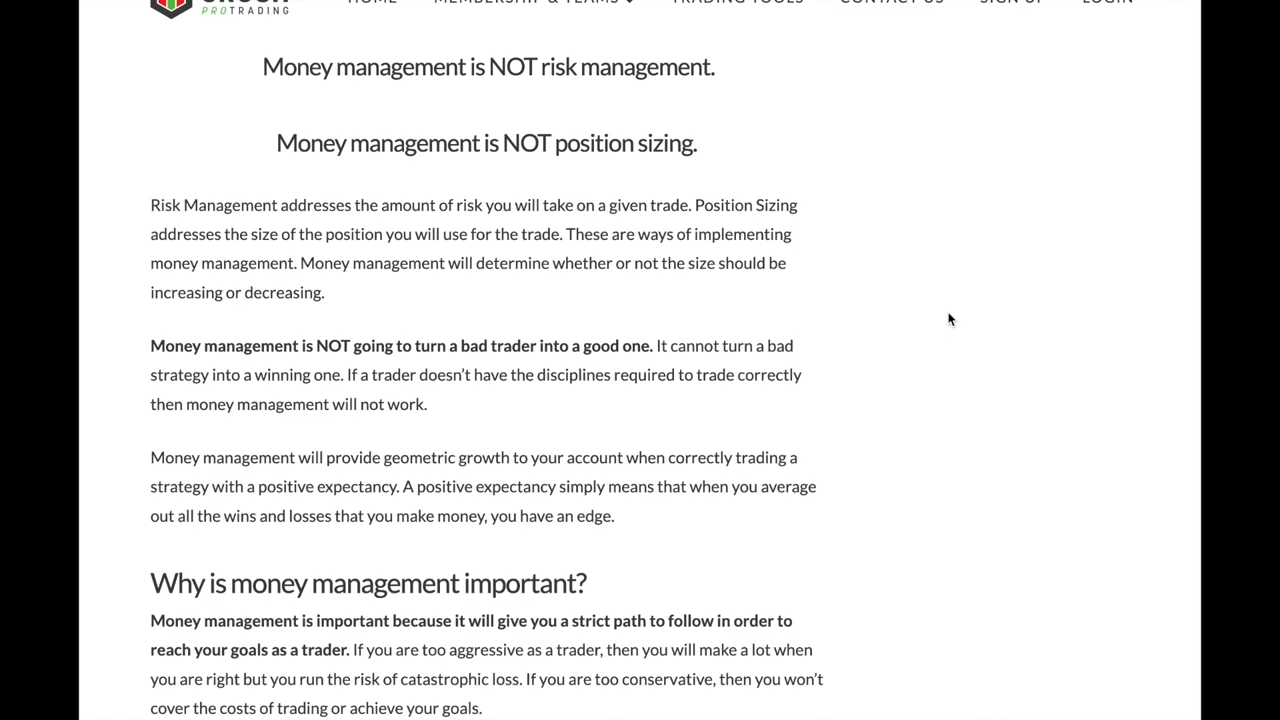 PROTRADING
HOME MEMBERSHIP & TEAMS TRADING TOOLS CONTACT US SIGN UP LOGIN
Money management is NOT risk management.
Money management is NOT position sizing.
Risk Management addresses the amount of risk you will take on a given trade. Position Sizing
addresses the size of the position you will use for the trade. These are ways of implementing
money management. Money management will determine whether or not the size should be
increasing or decreasing.
Money management is NOT going to turn a bad trader into a good one. It cannot turn a bad
strategy into a winning one. If a trader doesn’t have the disciplines required to trade correctly
then money management will not work.
Money management will provide geometric growth to your account when correctly trading a
strategy with a positive expectancy. A positive expectancy simply means that when you average
out all the wins and losses that you make money, you have an edge.
Why is money management important?
Money management is important because it will give you a strict path to follow in order to
reach your goals as a trader. If you are too aggressive as a trader, then you will make a lot when
you are right but you run the risk of catastrophic loss. If you are too conservative, then you won’t
cover the costs of trading or achieve your goals.